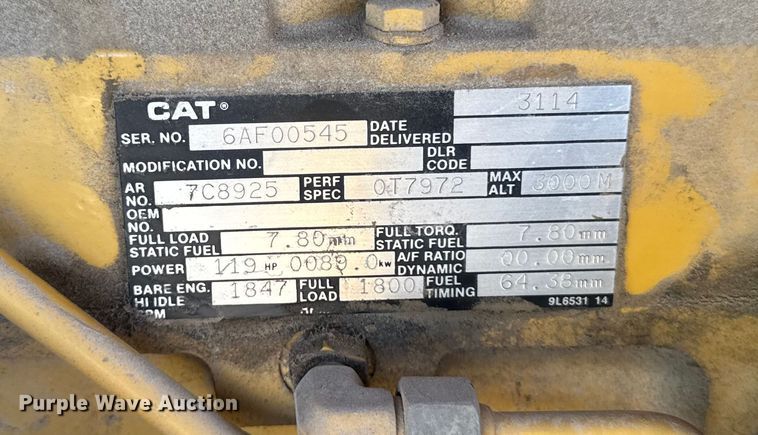 CAT® 3114
SER. NO. 6AF00545 DATE DELIVERED
MODIFICATION NO. DLR CODE
AR NO. 7C8925 PERF SPEC 0T7972 MAX ALT 3000M
OEM NO.
FULL LOAD STATIC FUEL 7.80mm FULL TORQ. STATIC FUEL 7.80mm
POWER 119 HP 0089.0 kw A/F RATIO DYNAMIC 00.00mm
BARE ENG. HI IDLE RPM 1847 FULL LOAD 1800 FUEL TIMING 64.38mm
9L6531 14
Purple Wave Auction